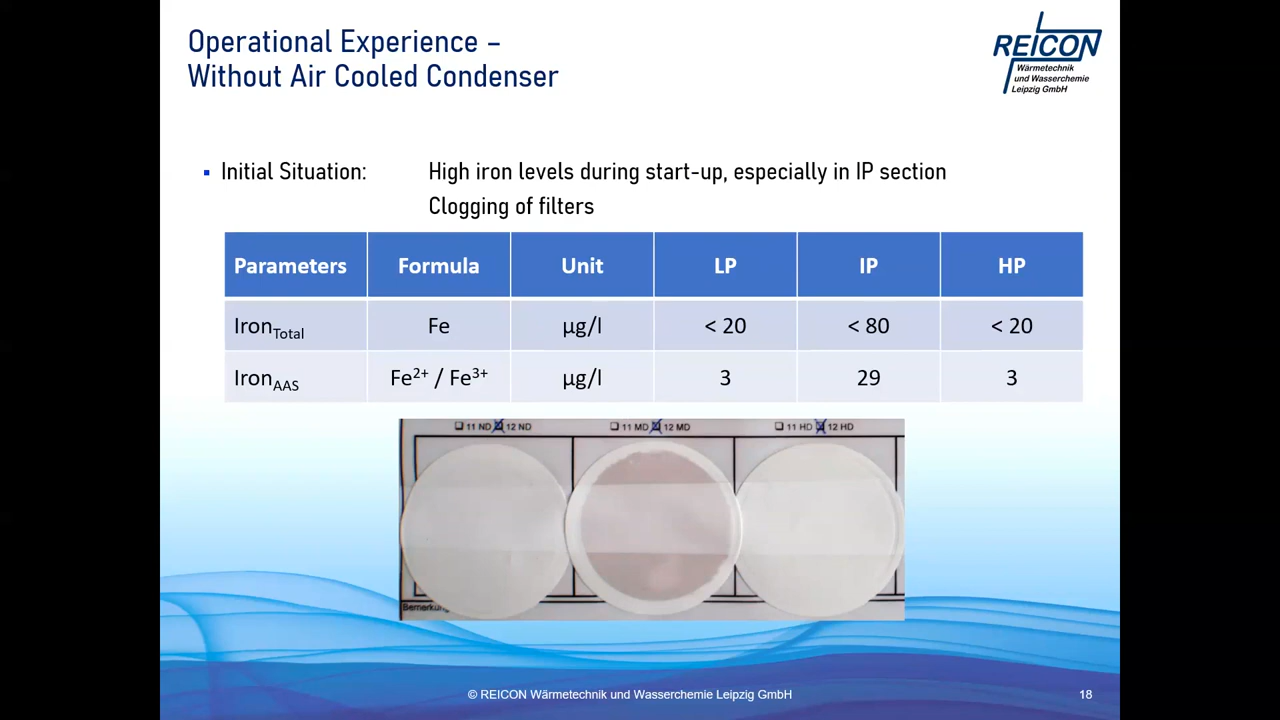 Operational Experience –
Without Air Cooled Condenser
REICON
Wärmetechnik
und Wasserchemie
Leipzig GmbH
▪ Initial Situation: High iron levels during start-up, especially in IP section
Clogging of filters
Parameters Formula Unit LP IP HP
Iron_Total Fe µg/l < 20 < 80 < 20
Iron_AAS Fe²⁺ / Fe³⁺ µg/l 3 29 3
☐ 11 ND ☒ 12 ND ☐ 11 MD ☒ 12 MD ☐ 11 HD ☒ 12 HD
Bemerkung
© REICON Wärmetechnik und Wasserchemie Leipzig GmbH 18